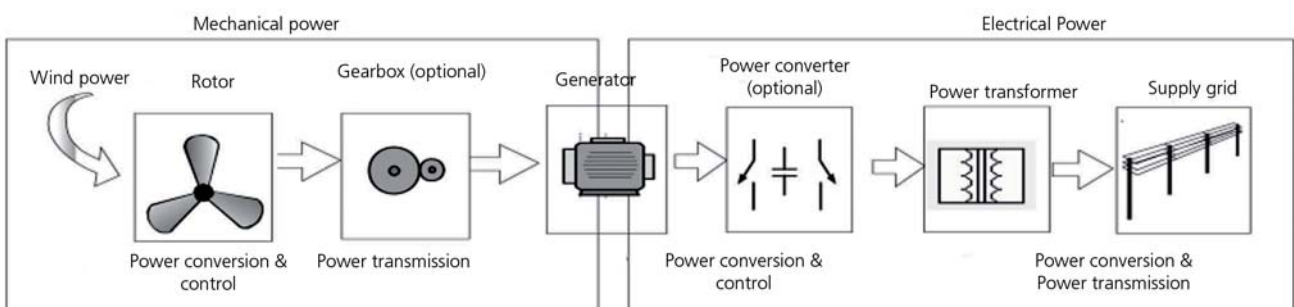 Mechanical power
Electrical Power
Wind power
Rotor
Gearbox (optional)
Generator
Power converter
(optional)
Power transformer
Supply grid
Power conversion &
control
Power transmission
Power conversion &
control
Power conversion &
Power transmission